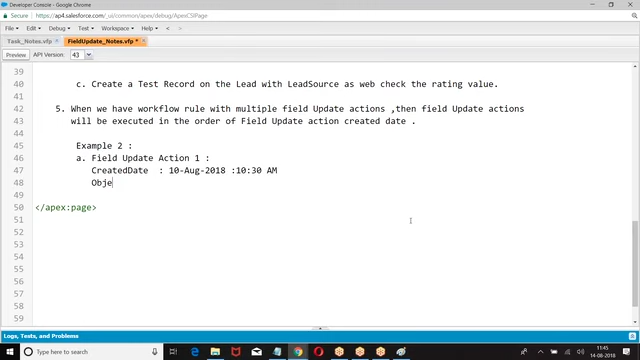 Developer Console - Google Chrome
Secure https://ap4.salesforce.com/_ui/common/apex/debug/ApexCSIPage
File Edit Debug Test Workspace Help < >
Task_Notes.vfp FieldUpdate_Notes.vfp *
Preview API Version: 43
39
40 c. Create a Test Record on the Lead with LeadSource as web check the rating value.
41
42 5. When we have workflow rule with multiple field Update actions ,then field Update actions
43 will be executed in the order of Field Update action created date .
44
45 Example 2 :
46 a. Field Update Action 1 :
47 CreatedDate : 10-Aug-2018 :10:30 AM
48 Obje
49
50 </apex:page>
51
52
53
54
55
56
57
58
59
Logs, Tests, and Problems
Type here to search
11:45
14-08-2018